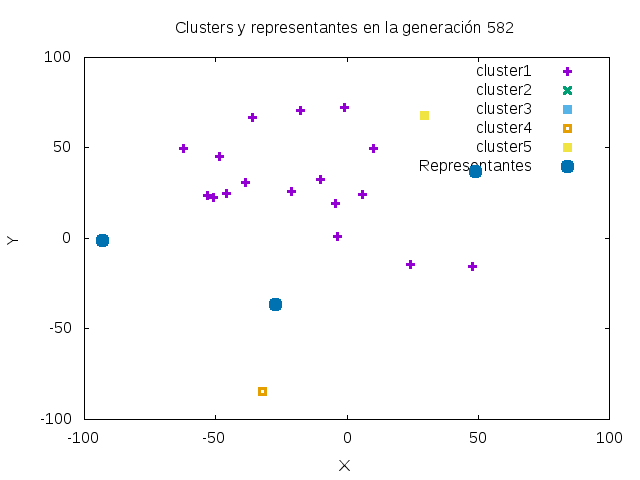 Clusters y representantes en la generación 582
cluster1
cluster2
cluster3
cluster4
cluster5
Representantes
100
50
0
-50
-100
Y
-100 -50 0 50 100
X